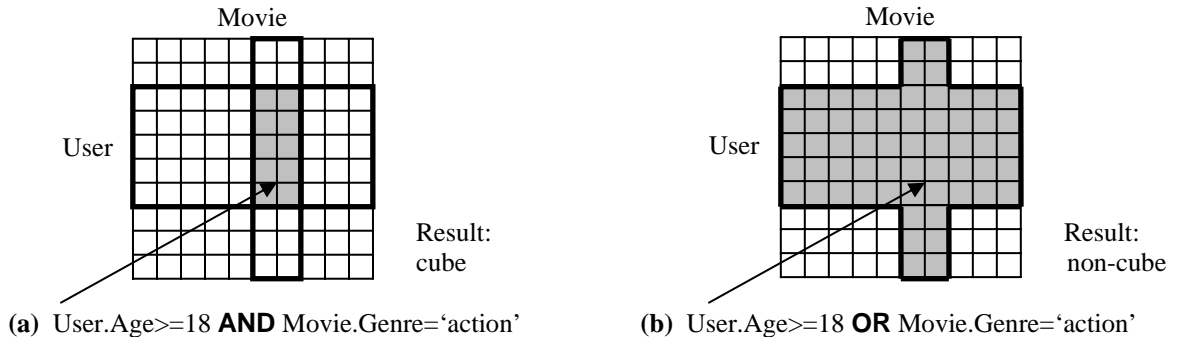 Movie
User
Result:
cube
(a) User.Age>=18 AND Movie.Genre=‘action’
Movie
User
Result:
non-cube
(b) User.Age>=18 OR Movie.Genre=‘action’